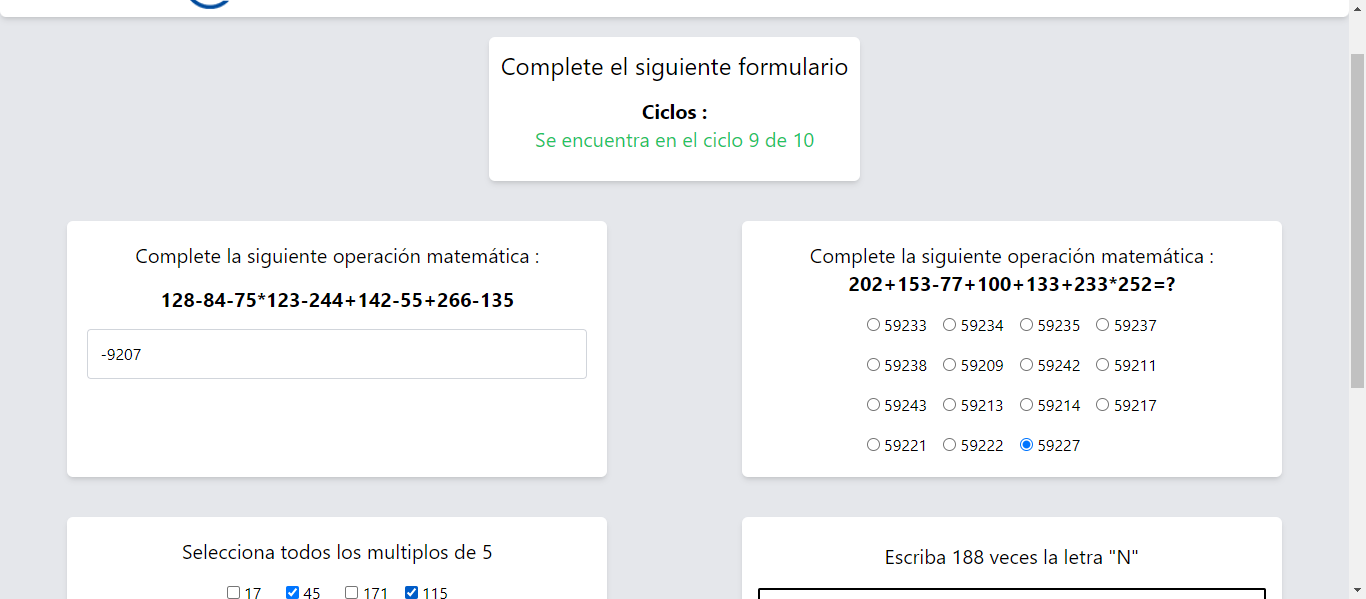 Complete el siguiente formulario
Ciclos :
Se encuentra en el ciclo 9 de 10
Complete la siguiente operación matemática :
128-84-75*123-244+142-55+266-135
-9207
Complete la siguiente operación matemática :
202+153-77+100+133+233*252=?
59233 59234 59235 59237
59238 59209 59242 59211
59243 59213 59214 59217
59221 59222 59227
Selecciona todos los multiplos de 5
17 45 171 115
Escriba 188 veces la letra "N"